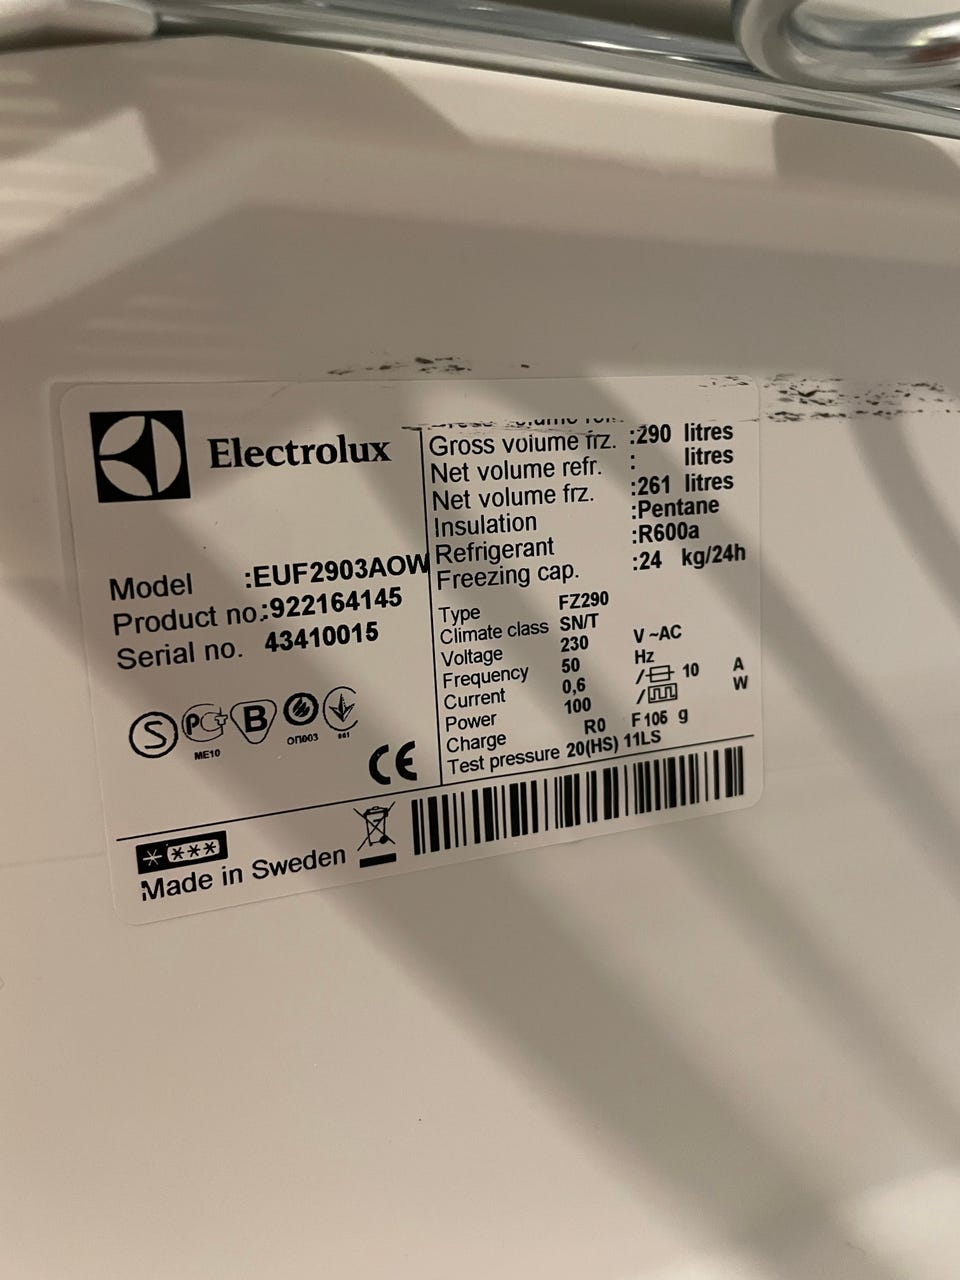 Electrolux
Model :EUF2903AOW
Product no.:922164145
Serial no. 43410015
S
PCT
B
ME10
ОП003
001
CE
Gross volume frz. :290 litres
Net volume refr. : litres
Net volume frz. :261 litres
Insulation :Pentane
Refrigerant :R600a
Freezing cap. :24 kg/24h
Type FZ290
Climate class SN/T
Voltage 230 V ~AC
Frequency 50 Hz
Current 0,6 / 10 A
Power 100 / W
Charge R0 F 106 g
Test pressure 20(HS) 11LS
* ***
Made in Sweden